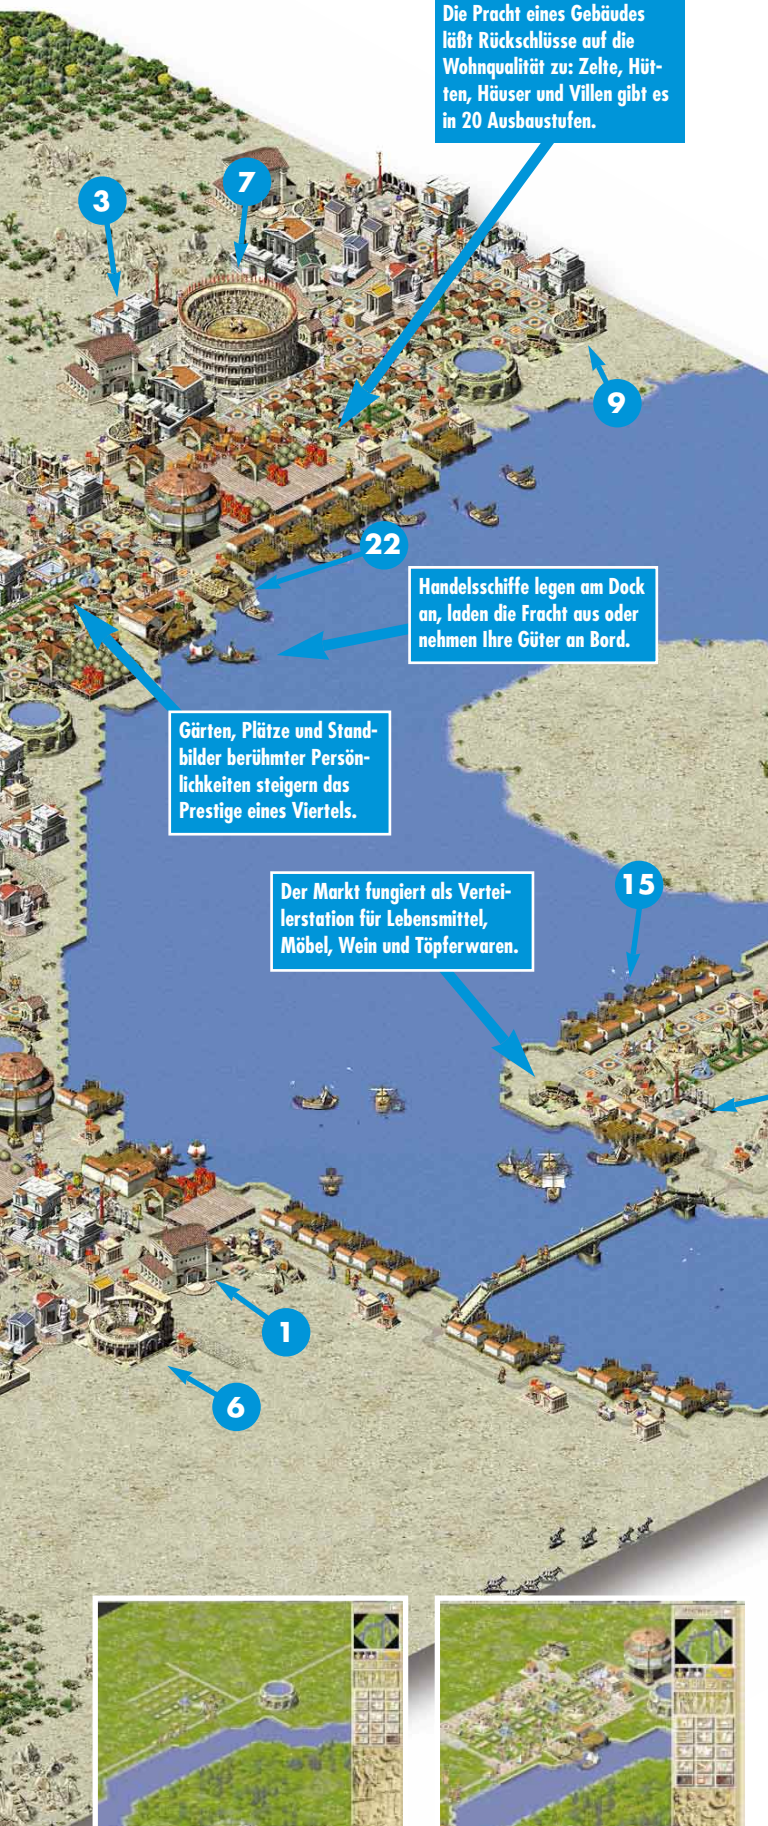 Die Pracht eines Gebäudes
läßt Rückschlüsse auf die
Wohnqualität zu: Zelte, Hüt-
ten, Häuser und Villen gibt es
in 20 Ausbaustufen.
7
3
9
22
Handelsschiffe legen am Dock
an, laden die Fracht aus oder
nehmen Ihre Güter an Bord.
Gärten, Plätze und Stand-
bilder berühmter Persön-
lichkeiten steigern das
Prestige eines Viertels.
15
Der Markt fungiert als Vertei-
lerstation für Lebensmittel,
Möbel, Wein und Töpferwaren.
1
6